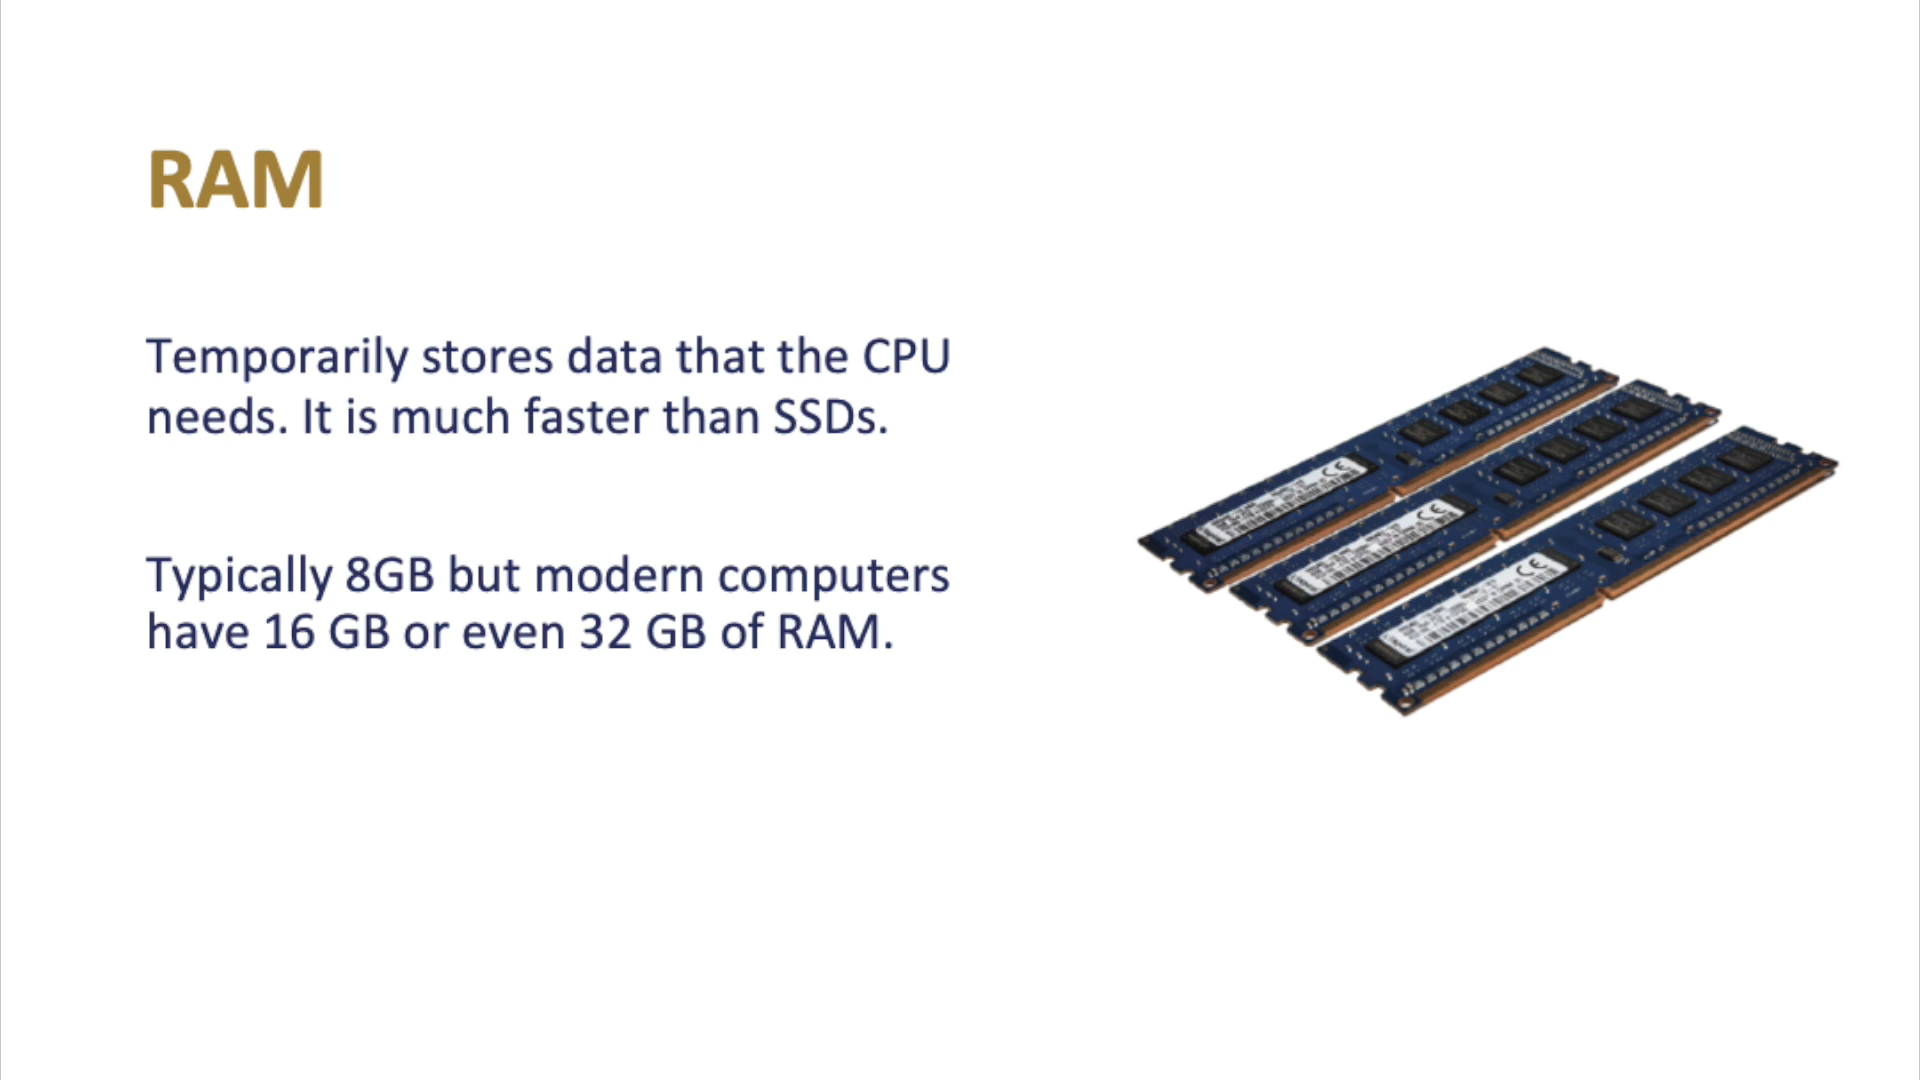 RAM
Temporarily stores data that the CPU
needs. It is much faster than SSDs.
Typically 8GB but modern computers
have 16 GB or even 32 GB of RAM.